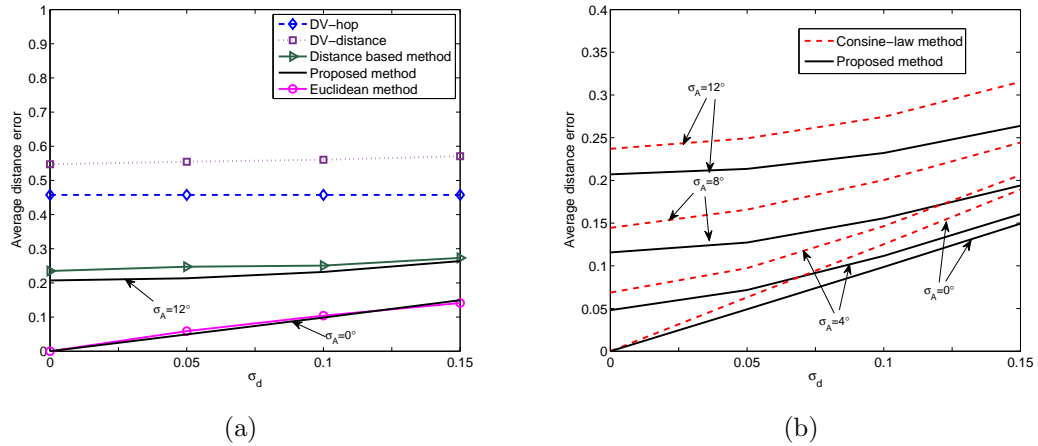 1
0.9
0.8
0.7
0.6
0.5
0.4
0.3
0.2
0.1
0
Average distance error
DV−hop
DV−distance
Distance based method
Proposed method
Euclidean method
σA=12°
σA=0°
0
0.05
0.1
0.15
σd
(a)
0.4
0.35
0.3
0.25
0.2
0.15
0.1
0.05
0
Average distance error
Consine−law method
Proposed method
σA=12°
σA=8°
σA=0°
σA=4°
0
0.05
0.1
0.15
σd
(b)